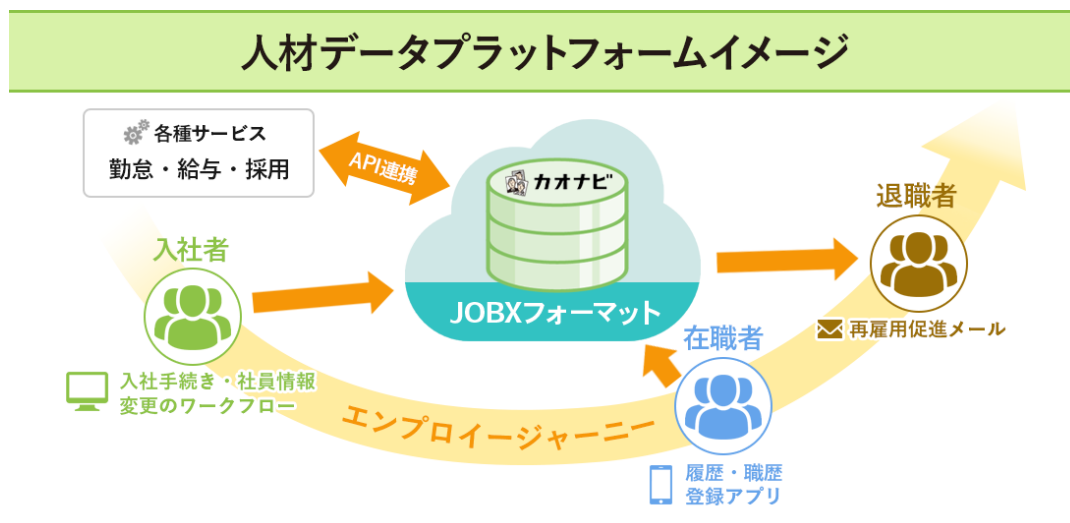 人材データプラットフォームイメージ
各種サービス
勤怠・給与・採用
API連携
カオナビ
JOBXフォーマット
入社者
入社手続き・社員情報
変更のワークフロー
エンプロイージャーニー
在職者
履歴・職歴
登録アプリ
退職者
再雇用促進メール